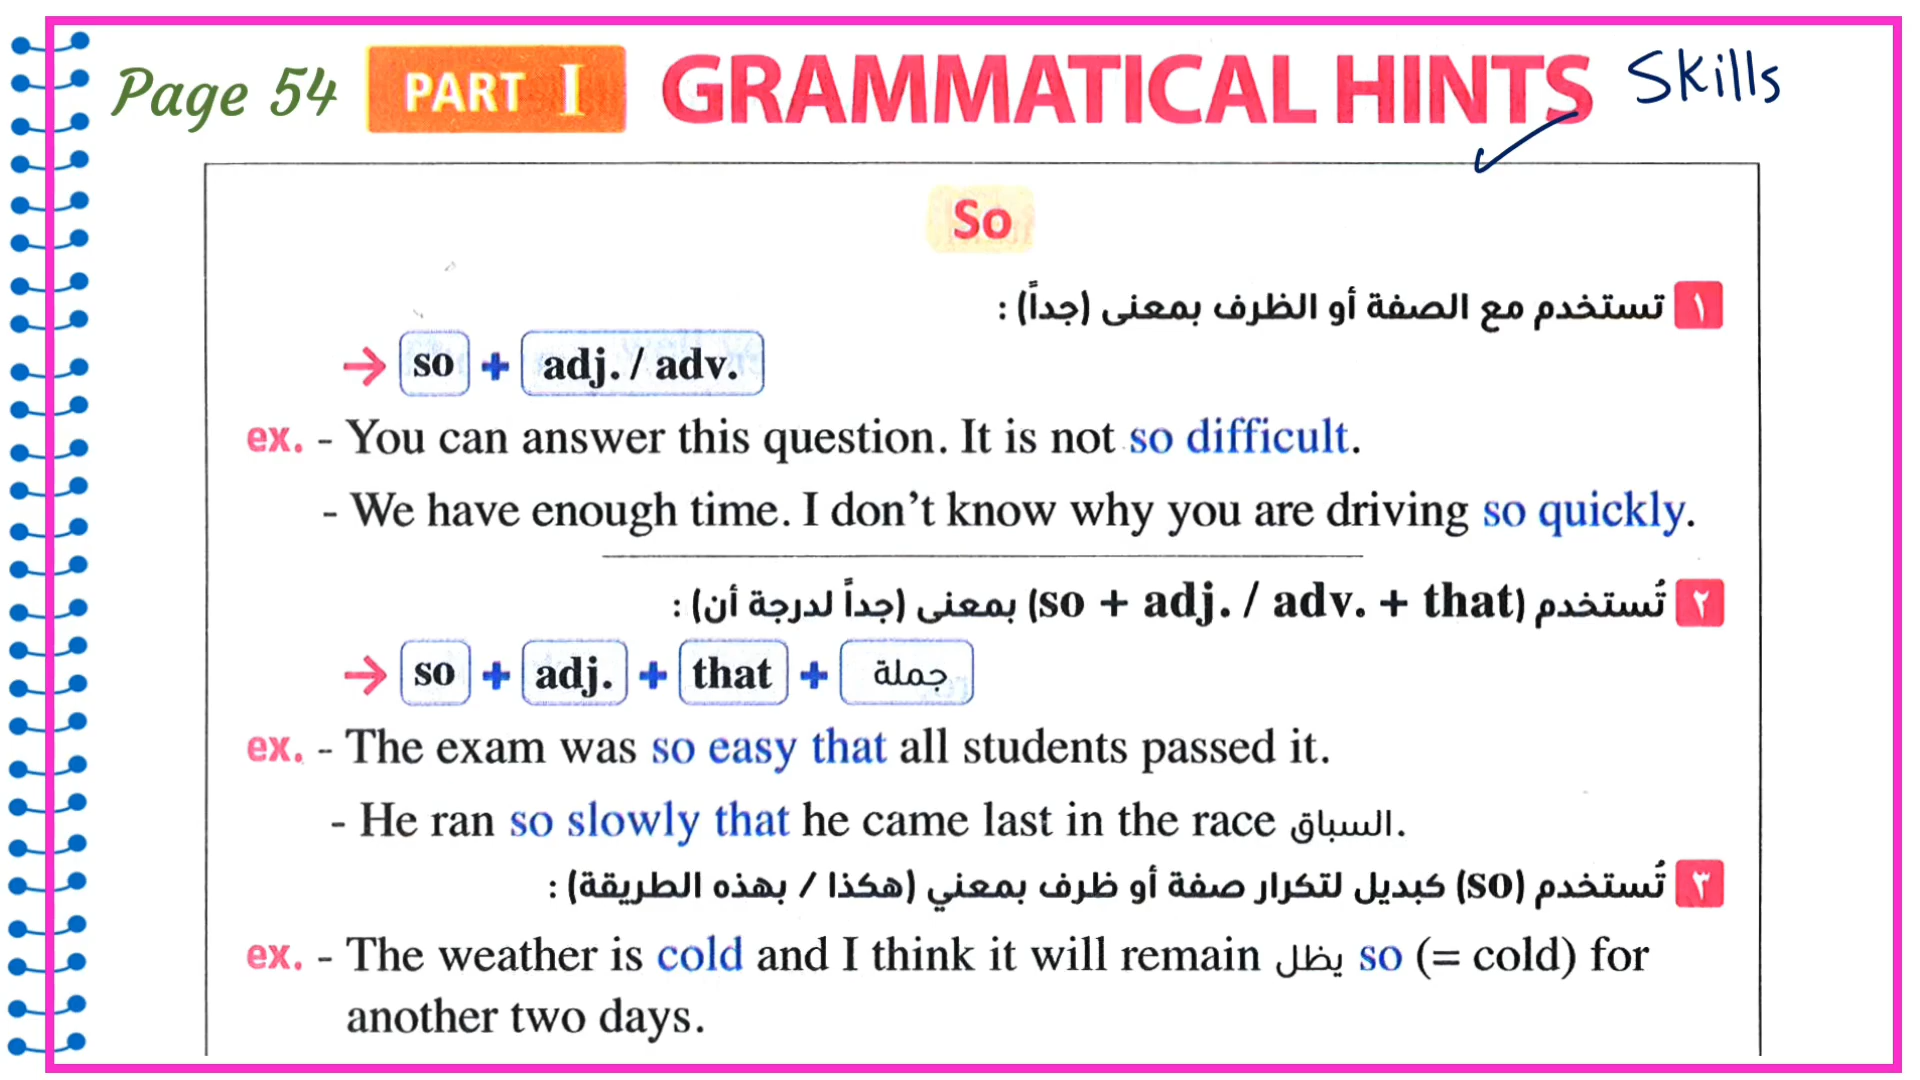 Page 54 PART I GRAMMATICAL HINTS Skills
So
١ تستخدم مع الصفة أو الظرف بمعنى (جداً) :
→ so + adj. / adv.
ex. - You can answer this question. It is not so difficult.
- We have enough time. I don’t know why you are driving so quickly.
٢ تُستخدم (so + adj. / adv. + that) بمعنى (جداً لدرجة أن) :
→ so + adj. + that + جملة
ex. - The exam was so easy that all students passed it.
- He ran so slowly that he came last in the race السباق.
٣ تُستخدم (so) كبديل لتكرار صفة أو ظرف بمعني (هكذا / بهذه الطريقة) :
ex. - The weather is cold and I think it will remain يظل so (= cold) for
another two days.